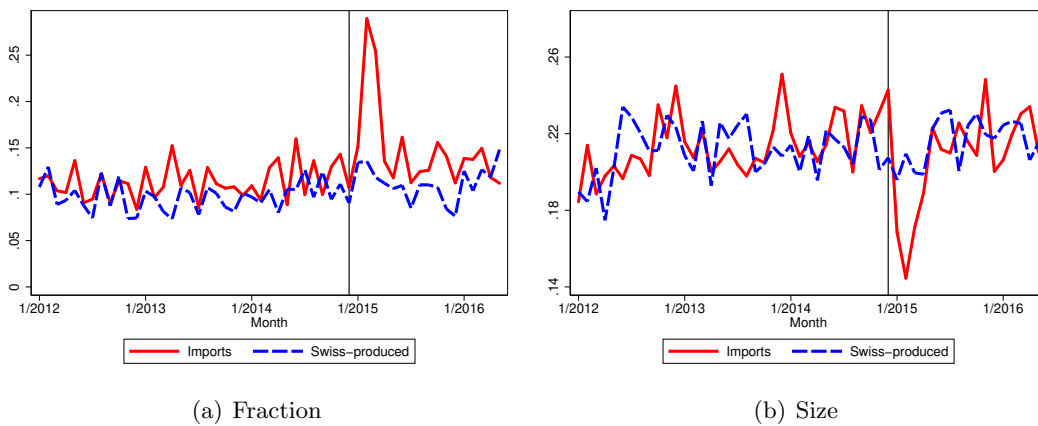 .25
.2
.15
.1
.05
0
1/2012 1/2013 1/2014 1/2015 1/2016
Month
Imports Swiss−produced
(a) Fraction
.26
.22
.18
.14
1/2012 1/2013 1/2014 1/2015 1/2016
Month
Imports Swiss−produced
(b) Size